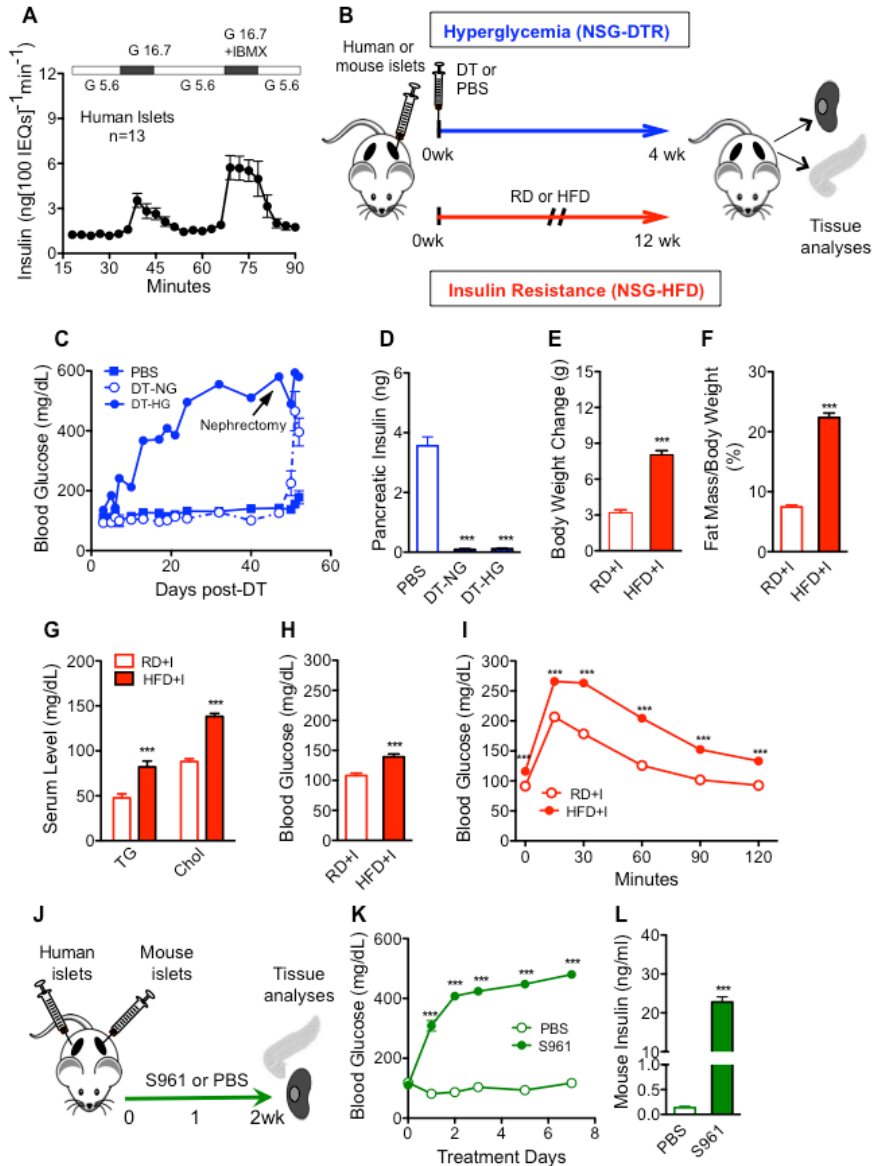 A
G 16.7
G 16.7
+IBMX
G 5.6
G 5.6
G 5.6
Human Islets
n=13
Insulin (ng[100 IEQs]⁻¹min⁻¹)
12
9
6
3
0
15
30
45
60
75
90
Minutes
B
Hyperglycemia (NSG-DTR)
Human or
mouse islets
DT or
PBS
0wk
4 wk
RD or HFD
0wk
12 wk
Tissue
analyses
Insulin Resistance (NSG-HFD)
C
Blood Glucose (mg/dL)
600
400
200
0
PBS
DT-NG
DT-HG
Nephrectomy
0
20
40
60
Days post-DT
D
Pancreatic Insulin (ng)
6
4
2
0
***
***
PBS
DT-NG
DT-HG
E
Body Weight Change (g)
15
12
9
6
3
0
***
RD+I
HFD+I
F
Fat Mass/Body Weight
(%)
30
20
10
0
***
RD+I
HFD+I
G
Serum Level (mg/dL)
200
150
100
50
0
RD+I
HFD+I
***
***
TG
Chol
H
Blood Glucose (mg/dL)
300
250
200
150
100
50
0
***
RD+I
HFD+I
I
Blood Glucose (mg/dL)
300
250
200
150
100
50
0
***
***
***
***
***
***
RD+I
HFD+I
0
30
60
90
120
Minutes
J
Human
islets
Mouse
islets
Tissue
analyses
S961 or PBS
0
1
2wk
K
Blood Glucose (mg/dL)
600
400
200
0
***
***
***
***
***
PBS
S961
0
2
4
6
8
Treatment Days
L
Mouse Insulin (ng/ml)
40
30
20
10
1.0
0.5
0.0
***
PBS
S961